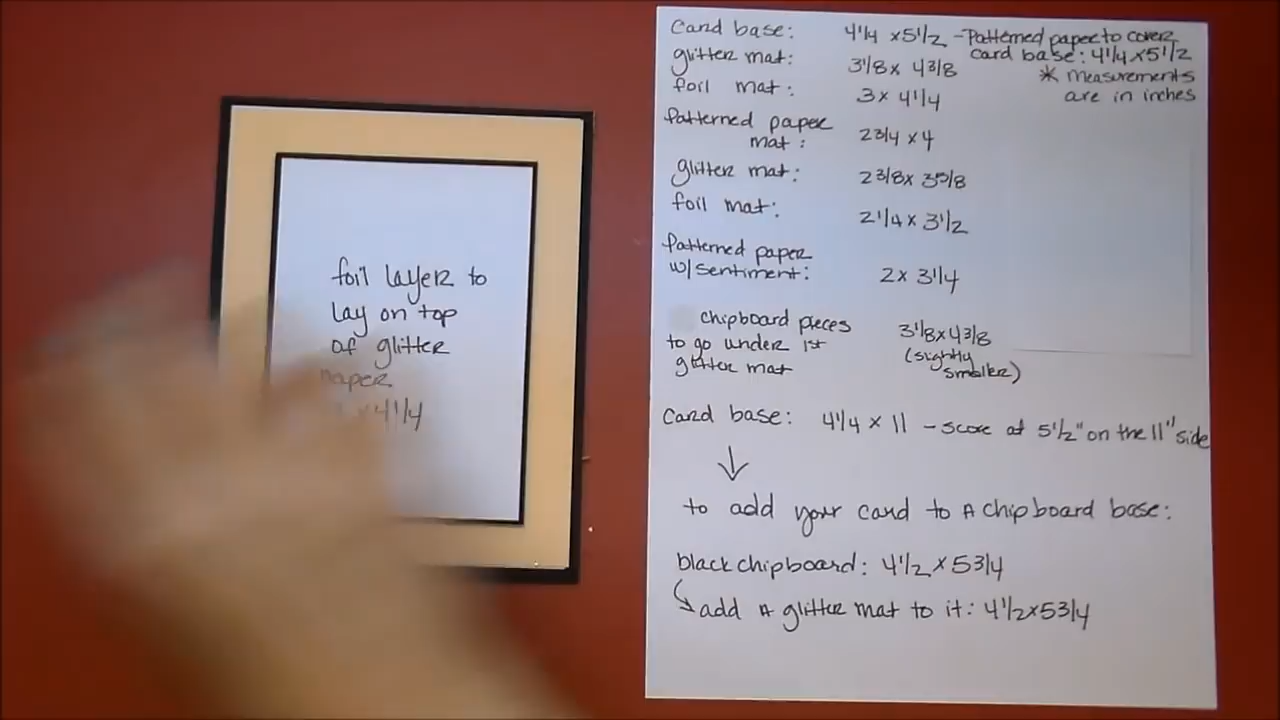 foil layer to
lay on top
of glitter
paper
x 4 1/4
Card base: 4 1/4 x 5 1/2 - Patterned paper to cover
card base: 4 1/4 x 5 1/2
glitter mat: 3 1/8 x 4 3/8
* measurements
are in inches
foil mat: 3 x 4 1/4
Patterned paper
mat: 2 3/4 x 4
glitter mat: 2 3/8 x
foil mat: 2 1/4 x 3 1/2
Patterned paper
w/sentiment: 2 x 3 1/4
chipboard pieces 3 1/8 x 4 3/8
to go under 1st (slightly
glitter mat smaller)
Card base: 4 1/4 x 11 - score at 5 1/2" on the 11" side
↓
to add your card to A chipboard base:
black chipboard: 4 1/2 x 5 3/4
↳ add A glitter mat to it: 4 1/2 x 5 3/4